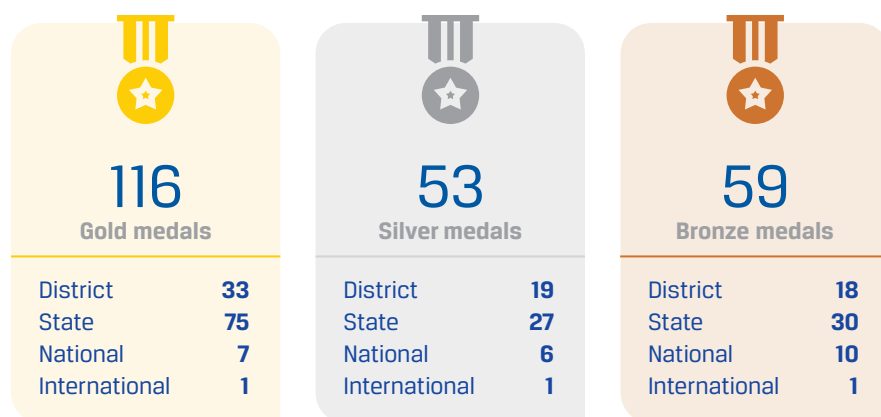 116
Gold medals
District 33
State 75
National 7
International 1
53
Silver medals
District 19
State 27
National 6
International 1
59
Bronze medals
District 18
State 30
National 10
International 1